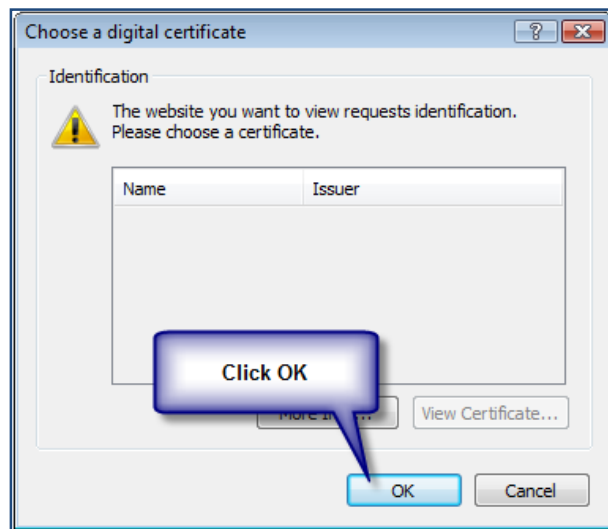 Choose a digital certificate
Identification
The website you want to view requests identification.
Please choose a certificate.
Name Issuer
Click OK
More
View Certificate...
OK Cancel